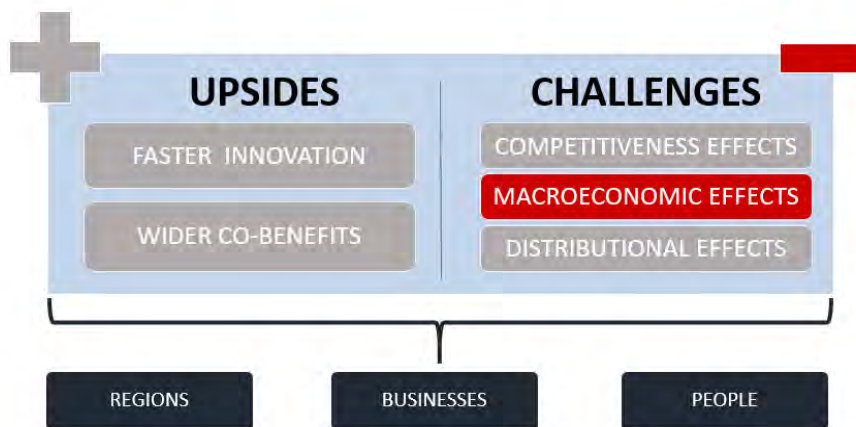 UPSIDES
FASTER INNOVATION
WIDER CO-BENEFITS
CHALLENGES
COMPETITIVENESS EFFECTS
MACROECONOMIC EFFECTS
DISTRIBUTIONAL EFFECTS
REGIONS
BUSINESSES
PEOPLE